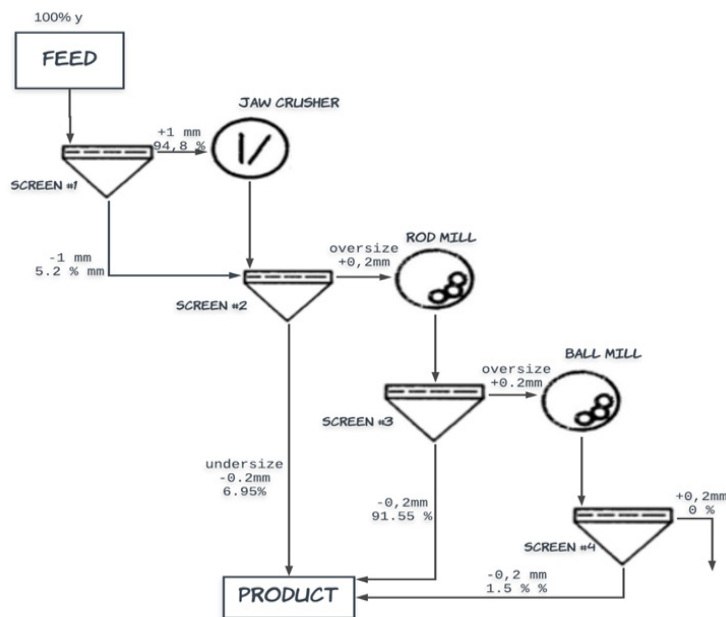 100% y
FEED
JAW CRUSHER
+1 mm
94,8 %
SCREEN #1
-1 mm
5.2 % mm
ROD MILL
oversize
+0,2mm
SCREEN #2
BALL MILL
oversize
+0.2mm
SCREEN #3
undersize
-0.2mm
6.95%
-0,2mm
91.55 %
+0,2mm
0 %
SCREEN #4
-0,2 mm
1.5 % %
PRODUCT